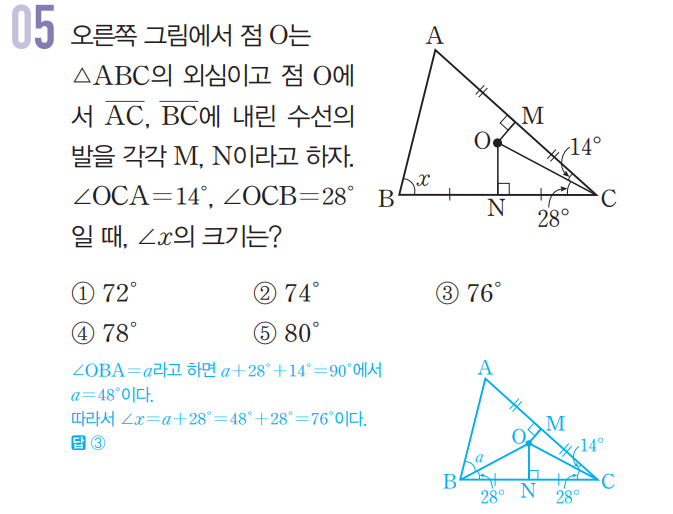 05
오른쪽 그림에서 점 O는
△ABC의 외심이고 점 O에
서 AC, BC에 내린 수선의
발을 각각 M, N이라고 하자.
∠OCA=14°, ∠OCB=28°
일 때, ∠x의 크기는?
A
M
O
14°
B
x
N
C
28°
① 72° ② 74° ③ 76°
④ 78° ⑤ 80°
∠OBA=a라고 하면 a+28°+14°=90°에서
a=48°이다.
따라서 ∠x=a+28°=48°+28°=76°이다.
답 ③
A
M
O
14°
a
B
N
C
28°
28°